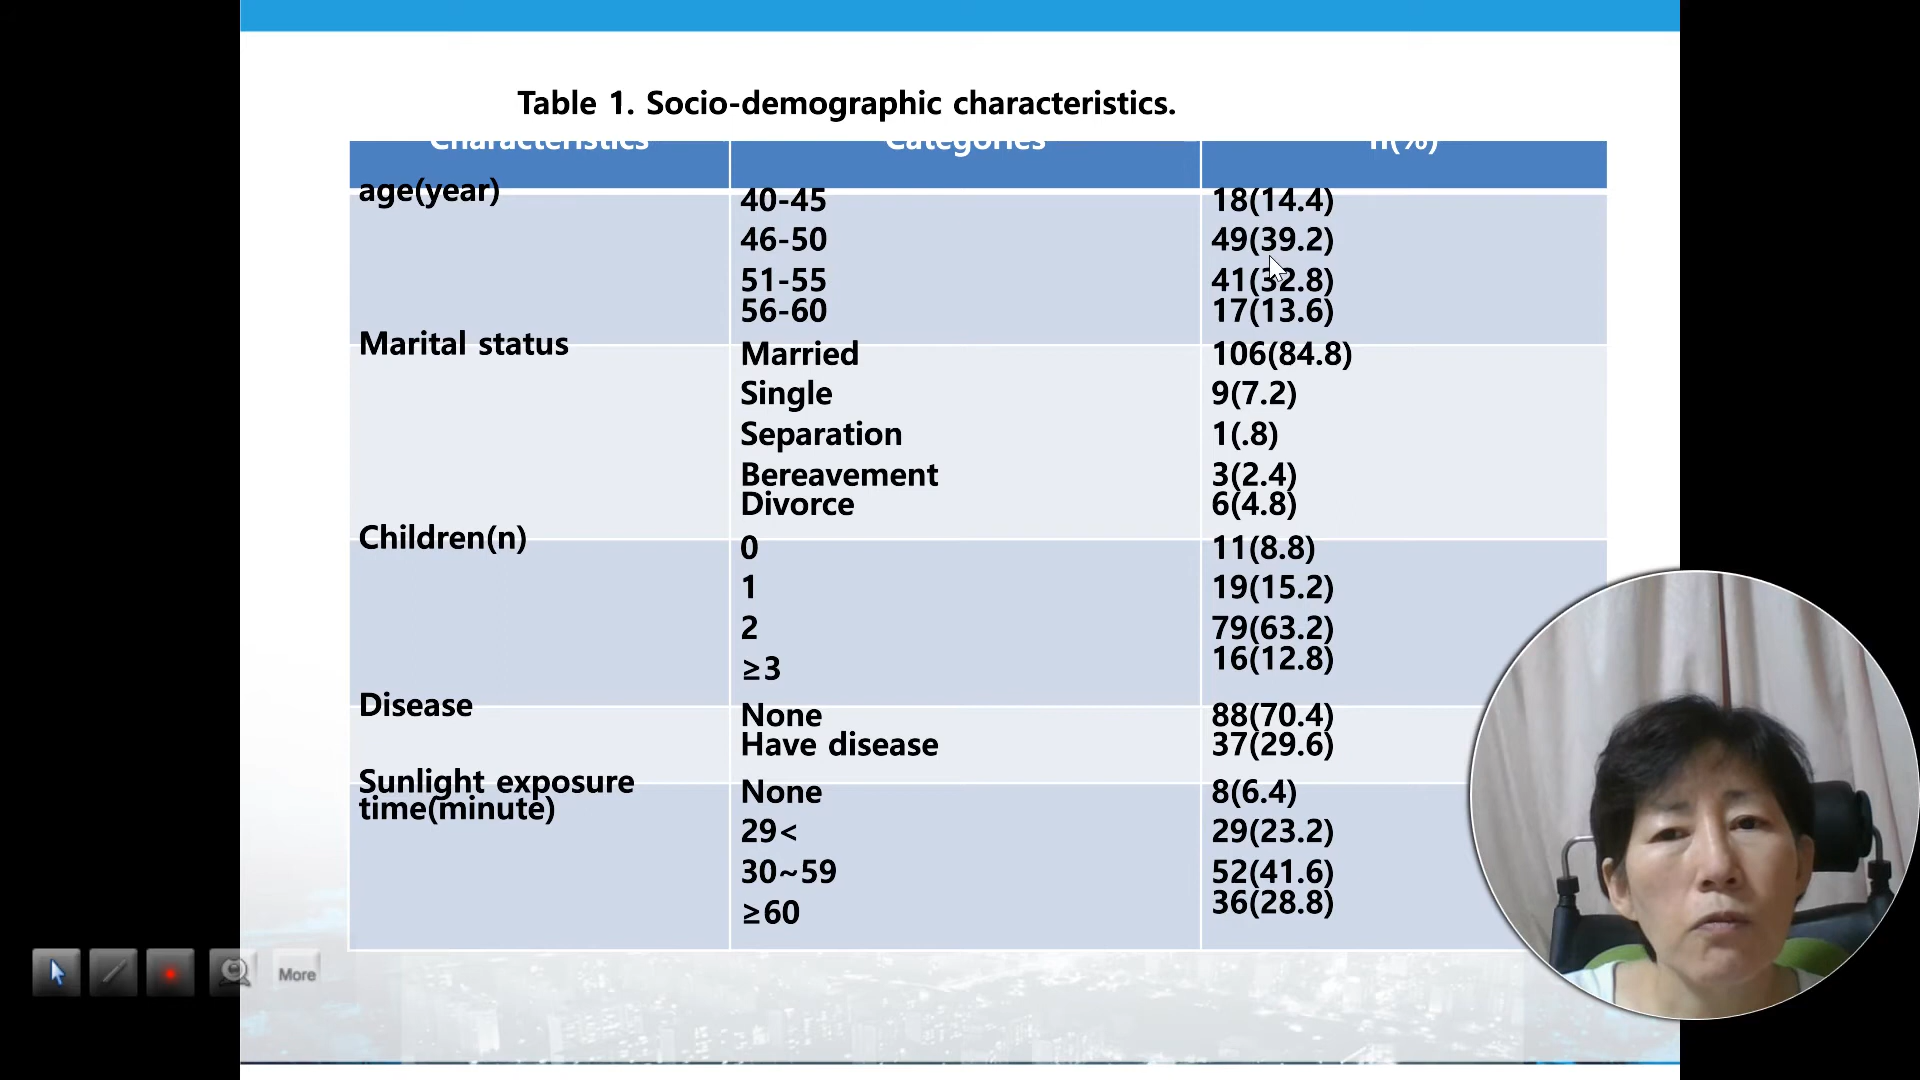 Table 1. Socio-demographic characteristics.
Characteristics Categories n(%)
age(year) 40-45 18(14.4)
46-50 49(39.2)
51-55 41(32.8)
56-60 17(13.6)
Marital status Married 106(84.8)
Single 9(7.2)
Separation 1(.8)
Bereavement 3(2.4)
Divorce 6(4.8)
Children(n) 0 11(8.8)
1 19(15.2)
2 79(63.2)
≥3 16(12.8)
Disease None 88(70.4)
Have disease 37(29.6)
Sunlight exposure None 8(6.4)
time(minute) 29< 29(23.2)
30~59 52(41.6)
≥60 36(28.8)
More